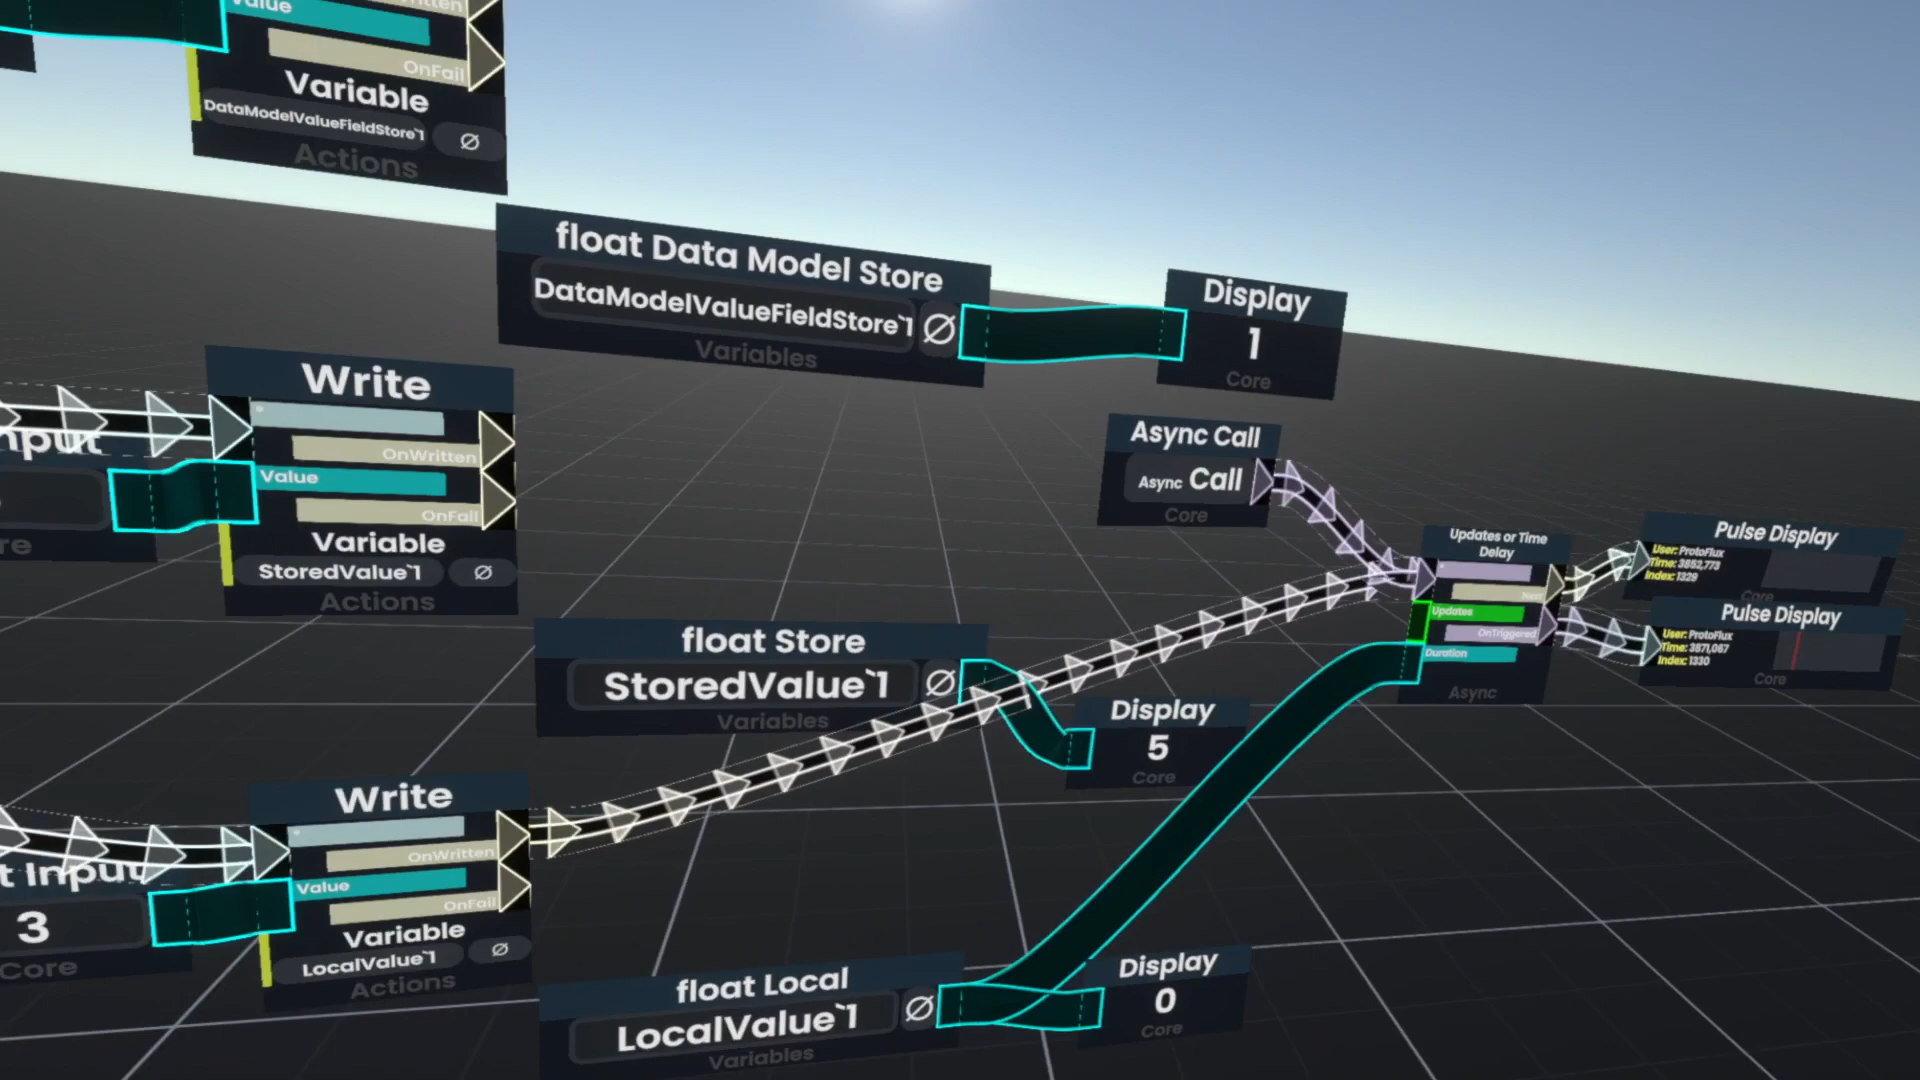 Value
OnFail
Variable
DataModelValueFieldStore`1
Ø
Actions
float Data Model Store
DataModelValueFieldStore`1
Ø
Variables
Display
1
Core
Write
OnWritten
Value
OnFail
Variable
StoredValue`1
Ø
Actions
Async Call
Async Call
Core
Updates or Time
Delay
Next
Updates
OnTriggered
Duration
Async
Pulse Display
User: ProtoFlux
Time: 3852,773
Index: 1329
Core
Pulse Display
User: ProtoFlux
Time: 3871,067
Index: 1330
Core
float Store
StoredValue`1
Ø
Variables
Display
5
Core
Write
OnWritten
Value
OnFail
Variable
LocalValue`1
Ø
Actions
t Input
3
Core
float Local
LocalValue`1
Ø
Variables
Display
0
Core